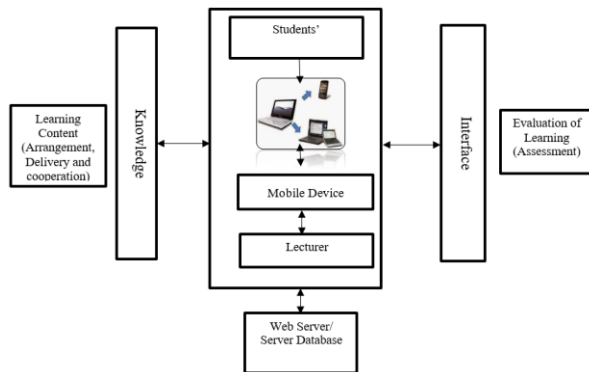 Learning
Content
(Arrangement,
Delivery and
cooperation)
Knowledge
Students’
Mobile Device
Lecturer
Web Server/
Server Database
Interface
Evaluation of
Learning
(Assessment)